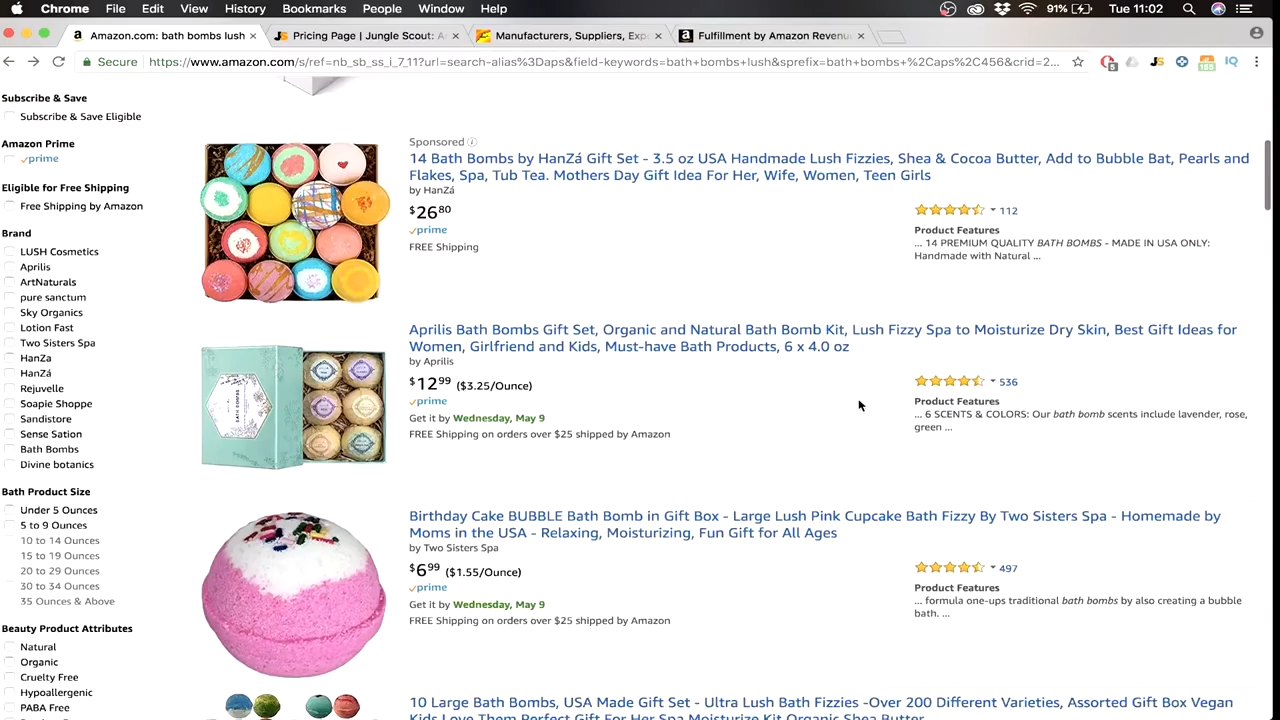 Chrome File Edit View History Bookmarks People Window Help 91% Tue 11:02
Amazon.com: bath bombs lush × Pricing Page | Jungle Scout: A × Manufacturers, Suppliers, Expo × Fulfillment by Amazon Revenue ×
Secure https://www.amazon.com/s/ref=nb_sb_ss_i_7_11?url=search-alias%3Daps&field-keywords=bath+bombs+lush&sprefix=bath+bombs+%2Caps%2C456&crid=2...
Subscribe & Save
Subscribe & Save Eligible
Amazon Prime
prime
Eligible for Free Shipping
Free Shipping by Amazon
Brand
LUSH Cosmetics
Aprilis
ArtNaturals
pure sanctum
Sky Organics
Lotion Fast
Two Sisters Spa
HanZa
HanZá
Rejuvelle
Soapie Shoppe
Sandistore
Sense Sation
Bath Bombs
Divine botanics
Bath Product Size
Under 5 Ounces
5 to 9 Ounces
10 to 14 Ounces
15 to 19 Ounces
20 to 29 Ounces
30 to 34 Ounces
35 Ounces & Above
Beauty Product Attributes
Natural
Organic
Cruelty Free
Hypoallergenic
PABA Free
Sponsored
14 Bath Bombs by HanZá Gift Set - 3.5 oz USA Handmade Lush Fizzies, Shea & Cocoa Butter, Add to Bubble Bat, Pearls and
Flakes, Spa, Tub Tea. Mothers Day Gift Idea For Her, Wife, Women, Teen Girls
by HanZá
$26 80
prime
FREE Shipping
112
Product Features
... 14 PREMIUM QUALITY BATH BOMBS - MADE IN USA ONLY:
Handmade with Natural ...
Aprilis Bath Bombs Gift Set, Organic and Natural Bath Bomb Kit, Lush Fizzy Spa to Moisturize Dry Skin, Best Gift Ideas for
Women, Girlfriend and Kids, Must-have Bath Products, 6 x 4.0 oz
by Aprilis
$12 99 ($3.25/Ounce)
prime
Get it by Wednesday, May 9
FREE Shipping on orders over $25 shipped by Amazon
536
Product Features
... 6 SCENTS & COLORS: Our bath bomb scents include lavender, rose,
green ...
Birthday Cake BUBBLE Bath Bomb in Gift Box - Large Lush Pink Cupcake Bath Fizzy By Two Sisters Spa - Homemade by
Moms in the USA - Relaxing, Moisturizing, Fun Gift for All Ages
by Two Sisters Spa
$6 99 ($1.55/Ounce)
prime
Get it by Wednesday, May 9
FREE Shipping on orders over $25 shipped by Amazon
497
Product Features
... formula one-ups traditional bath bombs by also creating a bubble
bath. ...
10 Large Bath Bombs, USA Made Gift Set - Ultra Lush Bath Fizzies -Over 200 Different Varieties, Assorted Gift Box Vegan
Kids Love Them Perfect Gift For Her Spa Moisturize Kit Organic Shea Butter